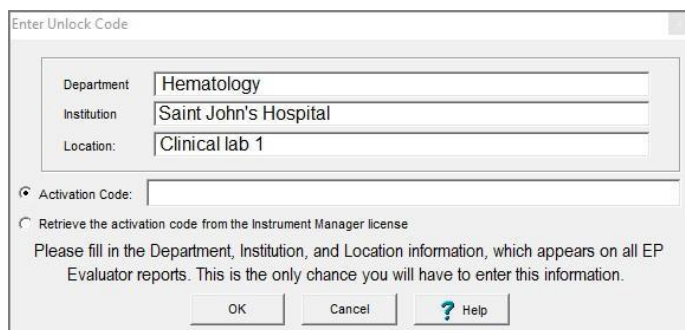 Enter Unlock Code
Department Hematology
Institution Saint John's Hospital
Location: Clinical lab 1
Activation Code:
Retrieve the activation code from the Instrument Manager license
Please fill in the Department, Institution, and Location information, which appears on all EP
Evaluator reports. This is the only chance you will have to enter this information.
OK Cancel ? Help